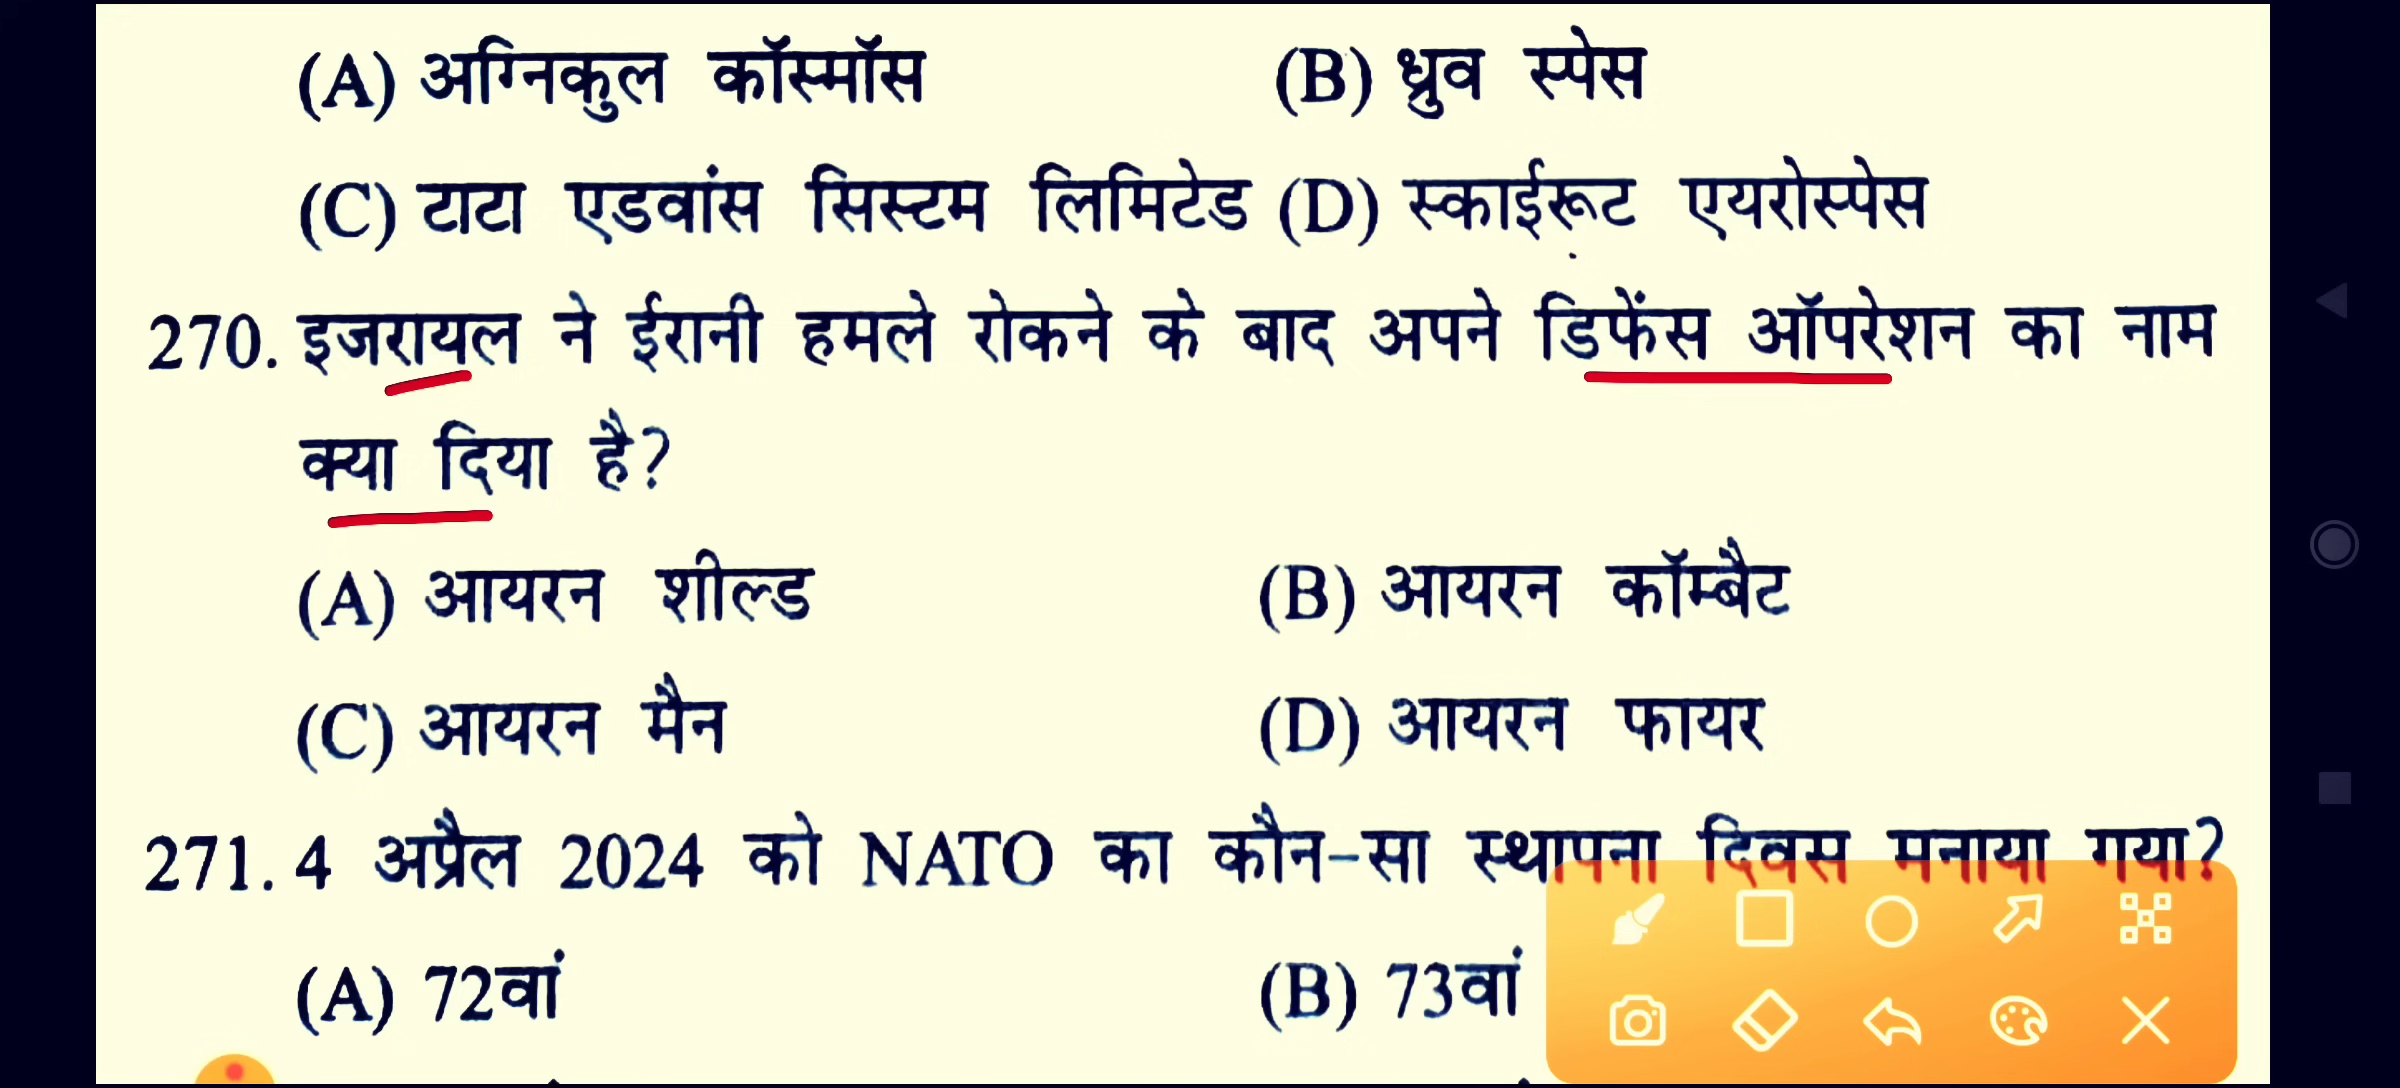 (A) अग्निकुल कॉस्मॉस (B) ध्रुव स्पेस
(C) टाटा एडवांस सिस्टम लिमिटेड (D) स्काईरूट एयरोस्पेस
270. इजरायल ने ईरानी हमले रोकने के बाद अपने डिफेंस ऑपरेशन का नाम
क्या दिया है?
(A) आयरन शील्ड (B) आयरन कॉम्बैट
(C) आयरन मैन (D) आयरन फायर
271. 4 अप्रैल 2024 को NATO का कौन-सा स्थापना दिवस मनाया गया?
(A) 72वां (B) 73वां